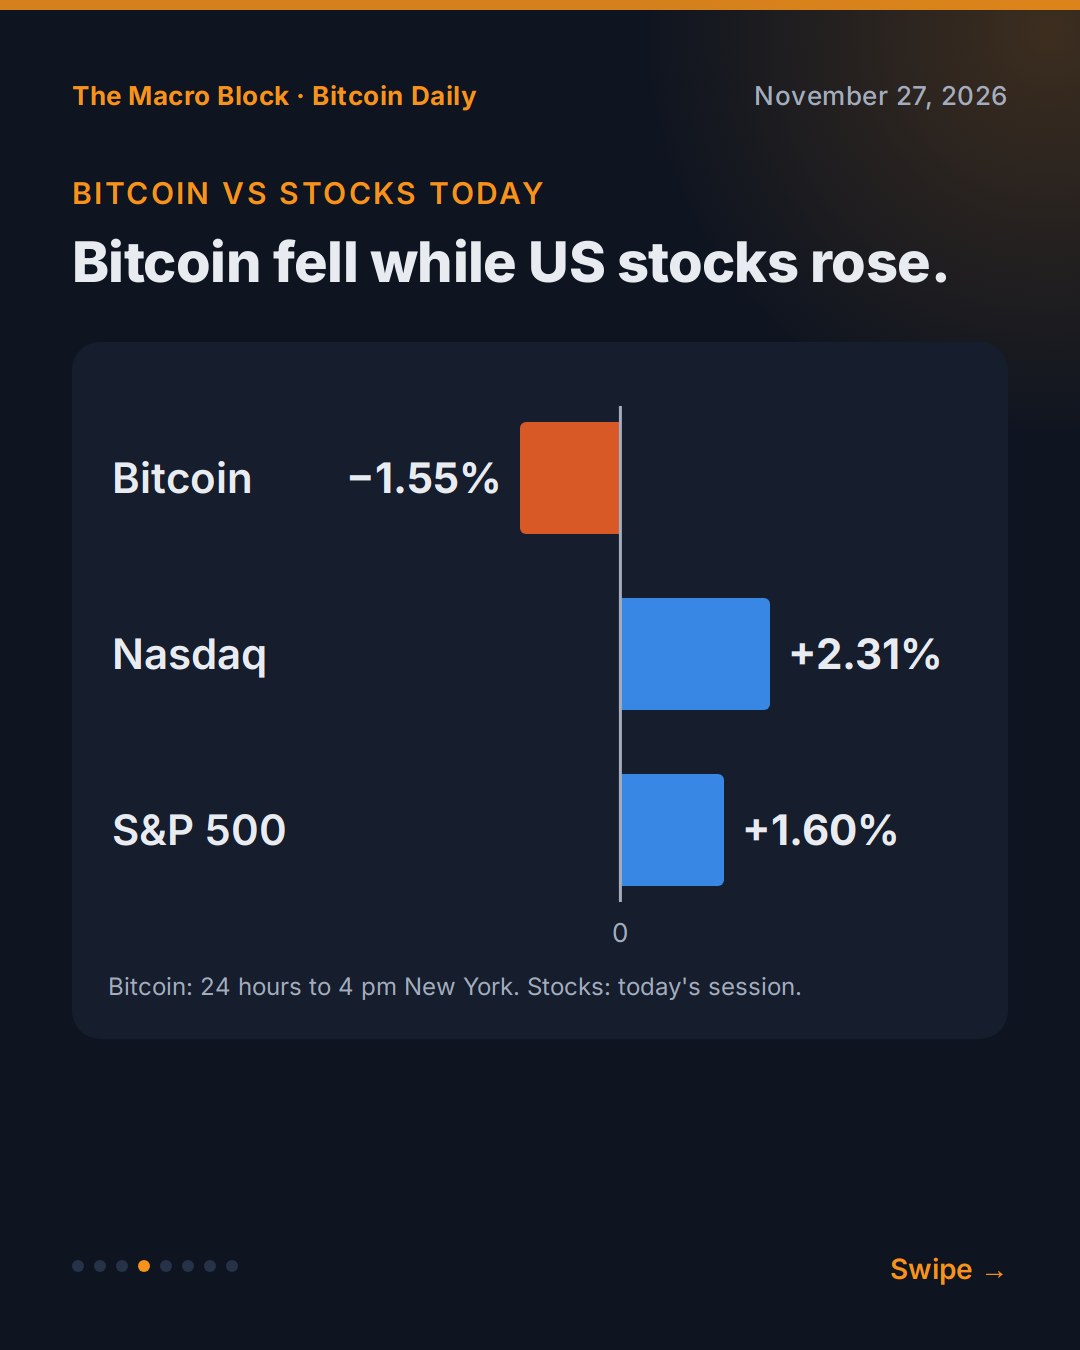 The Macro Block · Bitcoin Daily
November 27, 2026
BITCOIN VS STOCKS TODAY
Bitcoin fell while US stocks rose.
Bitcoin −1.55%
Nasdaq +2.31%
S&P 500 +1.60%
0
Bitcoin: 24 hours to 4 pm New York. Stocks: today's session.
Swipe →